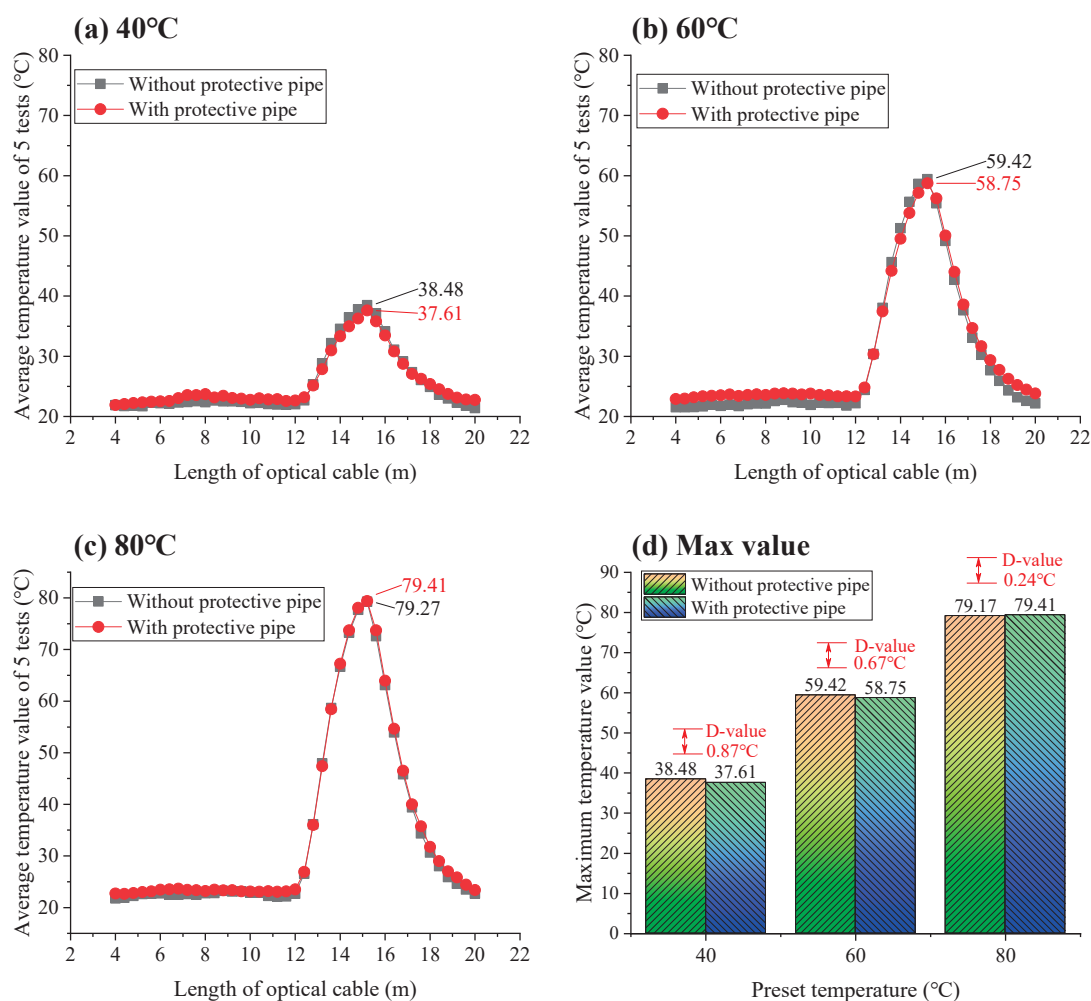 (a) 40℃
Average temperature value of 5 tests (℃)
80
70
60
50
40
30
20
Without protective pipe
With protective pipe
38.48
37.61
2 4 6 8 10 12 14 16 18 20 22
Length of optical cable (m)
(b) 60℃
Average temperature value of 5 tests (℃)
80
70
60
50
40
30
20
Without protective pipe
With protective pipe
59.42
58.75
2 4 6 8 10 12 14 16 18 20 22
Length of optical cable (m)
(c) 80℃
Average temperature value of 5 tests (℃)
80
70
60
50
40
30
20
Without protective pipe
With protective pipe
79.41
79.27
2 4 6 8 10 12 14 16 18 20 22
Length of optical cable (m)
(d) Max value
Maximum temperature value (℃)
90
80
70
60
50
40
30
20
10
0
Without protective pipe
With protective pipe
D-value
0.87℃
38.48 37.61
D-value
0.67℃
59.42 58.75
D-value
0.24℃
79.17 79.41
40 60 80
Preset temperature (℃)